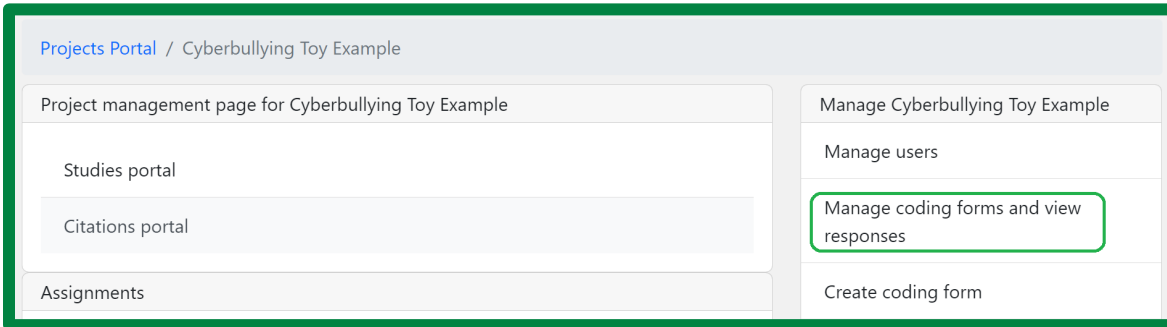 Projects Portal / Cyberbullying Toy Example
Project management page for Cyberbullying Toy Example
Studies portal
Citations portal
Assignments
Manage Cyberbullying Toy Example
Manage users
Manage coding forms and view
responses
Create coding form